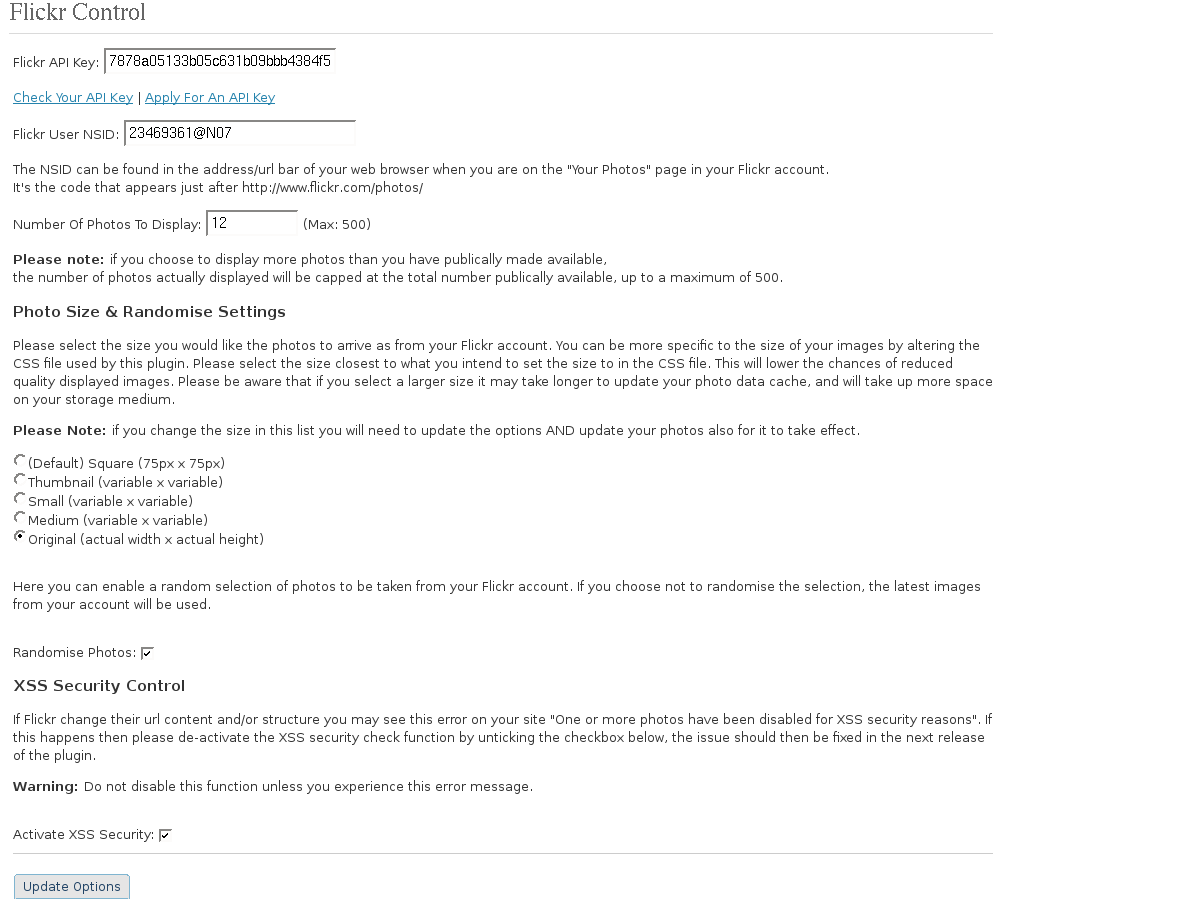 Flickr Control
Flickr API Key: 7878a05133b05c631b09bbb4384f5
Check Your API Key | Apply For An API Key
Flickr User NSID: 23469361@N07
The NSID can be found in the address/url bar of your web browser when you are on the "Your Photos" page in your Flickr account.
It's the code that appears just after http://www.flickr.com/photos/
Number Of Photos To Display: 12 (Max: 500)
Please note: if you choose to display more photos than you have publically made available,
the number of photos actually displayed will be capped at the total number publically available, up to a maximum of 500.
Photo Size & Randomise Settings
Please select the size you would like the photos to arrive as from your Flickr account. You can be more specific to the size of your images by altering the
CSS file used by this plugin. Please select the size closest to what you intend to set the size to in the CSS file. This will lower the chances of reduced
quality displayed images. Please be aware that if you select a larger size it may take longer to update your photo data cache, and will take up more space
on your storage medium.
Please Note: if you change the size in this list you will need to update the options AND update your photos also for it to take effect.
(Default) Square (75px x 75px)
Thumbnail (variable x variable)
Small (variable x variable)
Medium (variable x variable)
Original (actual width x actual height)
Here you can enable a random selection of photos to be taken from your Flickr account. If you choose not to randomise the selection, the latest images
from your account will be used.
Randomise Photos:
XSS Security Control
If Flickr change their url content and/or structure you may see this error on your site "One or more photos have been disabled for XSS security reasons". If
this happens then please de-activate the XSS security check function by unticking the checkbox below, the issue should then be fixed in the next release
of the plugin.
Warning: Do not disable this function unless you experience this error message.
Activate XSS Security:
Update Options